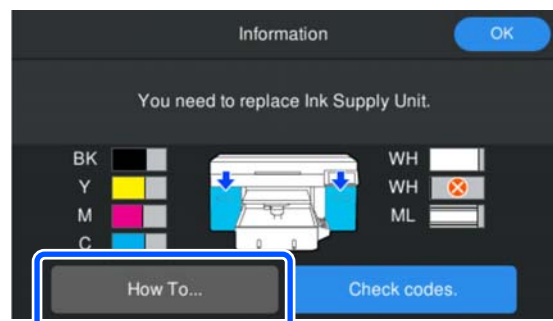 Information
OK
You need to replace Ink Supply Unit.
BK
WH
Y
WH
M
ML
C
How To...
Check codes.